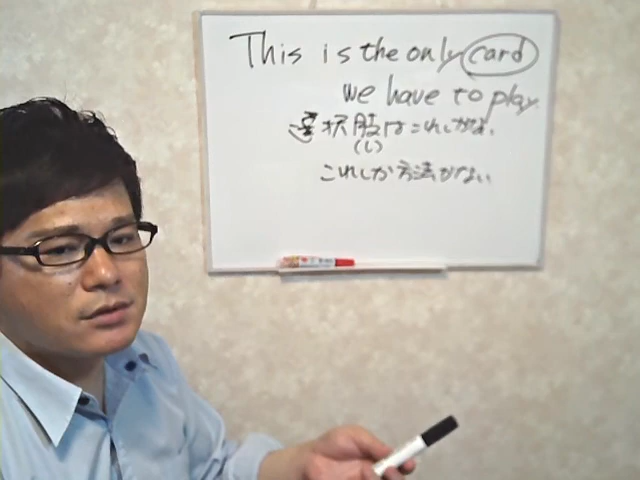 This is the only card
we have to play.
選択肢はこれしかない
(し)
これしか方法がない